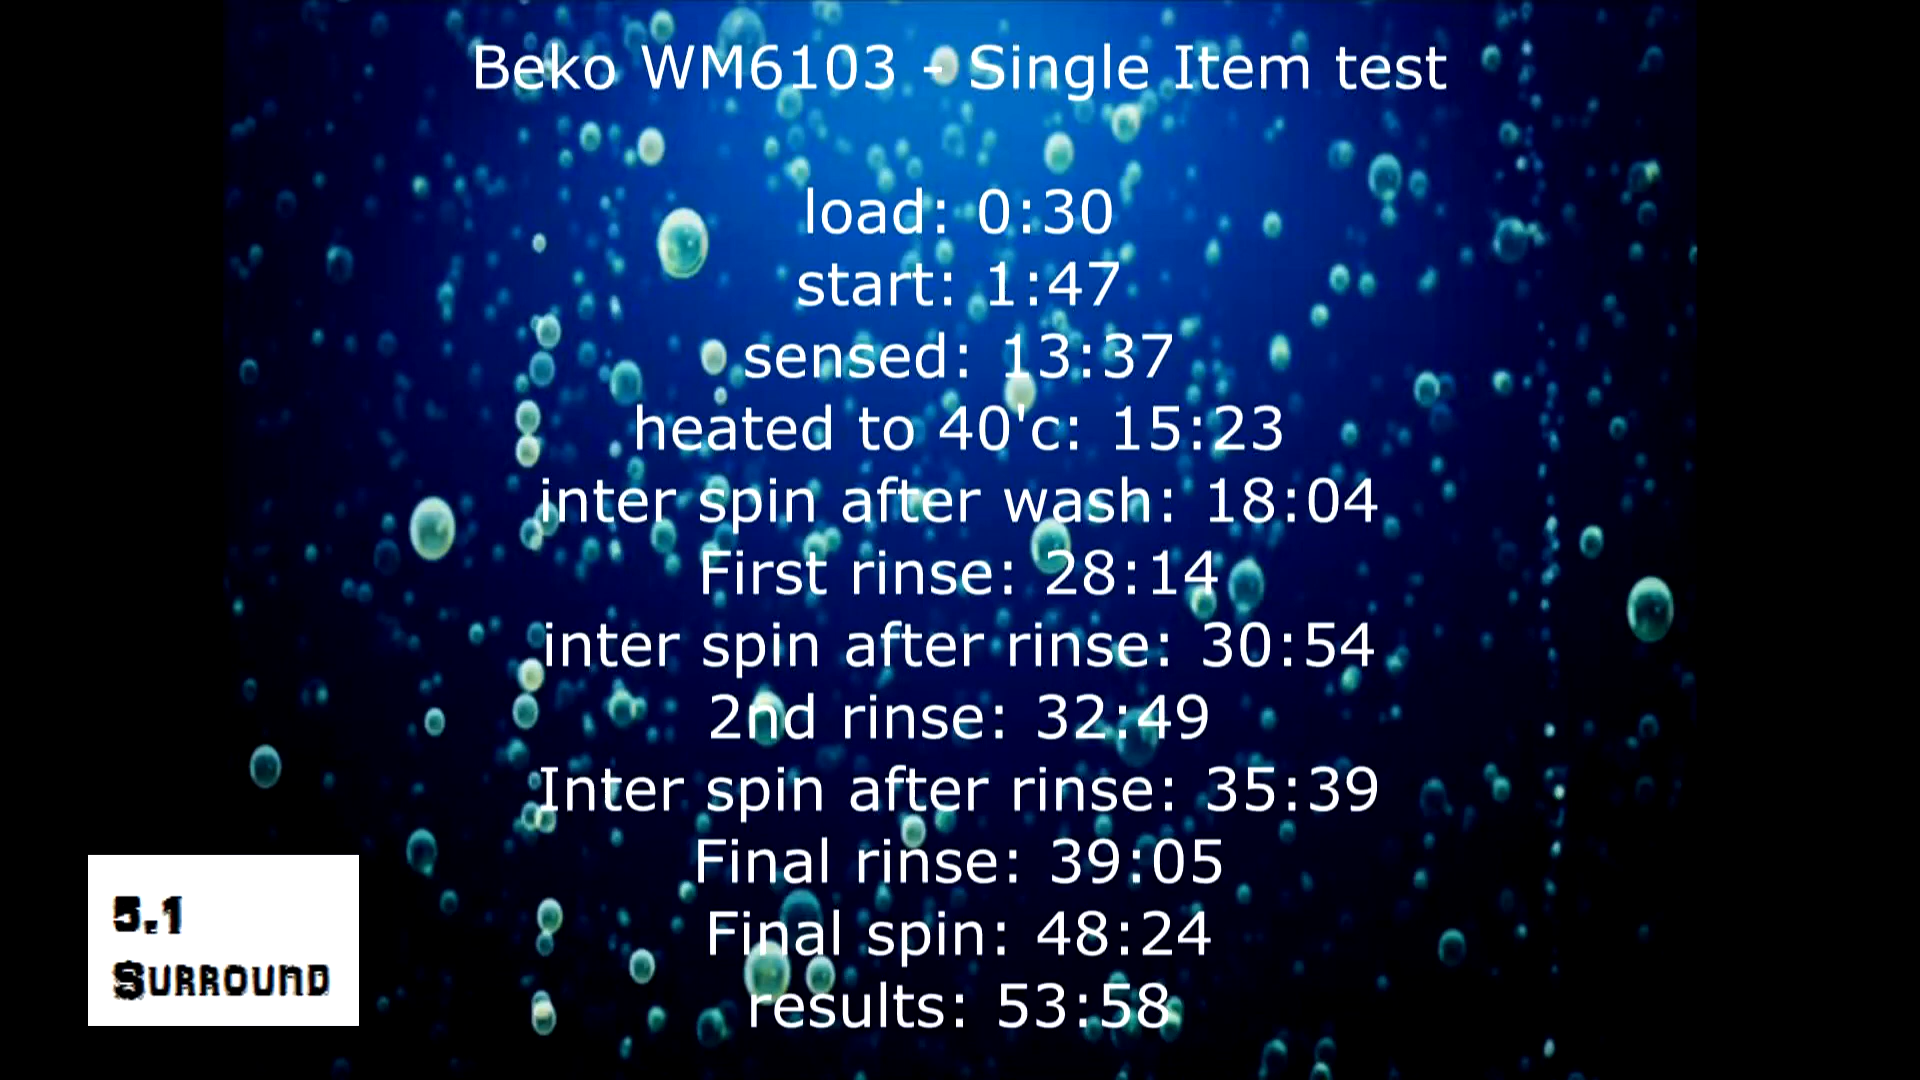 Beko WM6103 - Single Item test
load: 0:30
start: 1:47
sensed: 13:37
heated to 40'c: 15:23
inter spin after wash: 18:04
First rinse: 28:14
inter spin after rinse: 30:54
2nd rinse: 32:49
Inter spin after rinse: 35:39
Final rinse: 39:05
Final spin: 48:24
results: 53:58
5.1
Surround